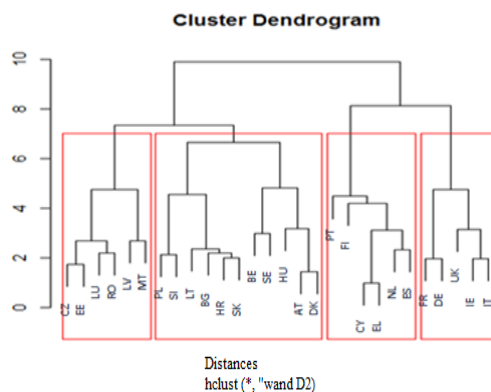 Cluster Dendrogram
10
8
6
4
2
0
CZ EE LU RO LV MT PL SI LT BG HR SK BE SE HU AT DK PT FI CY EL NL ES FR DE UK IE IT
Distances
hclust (*, "wand D2)